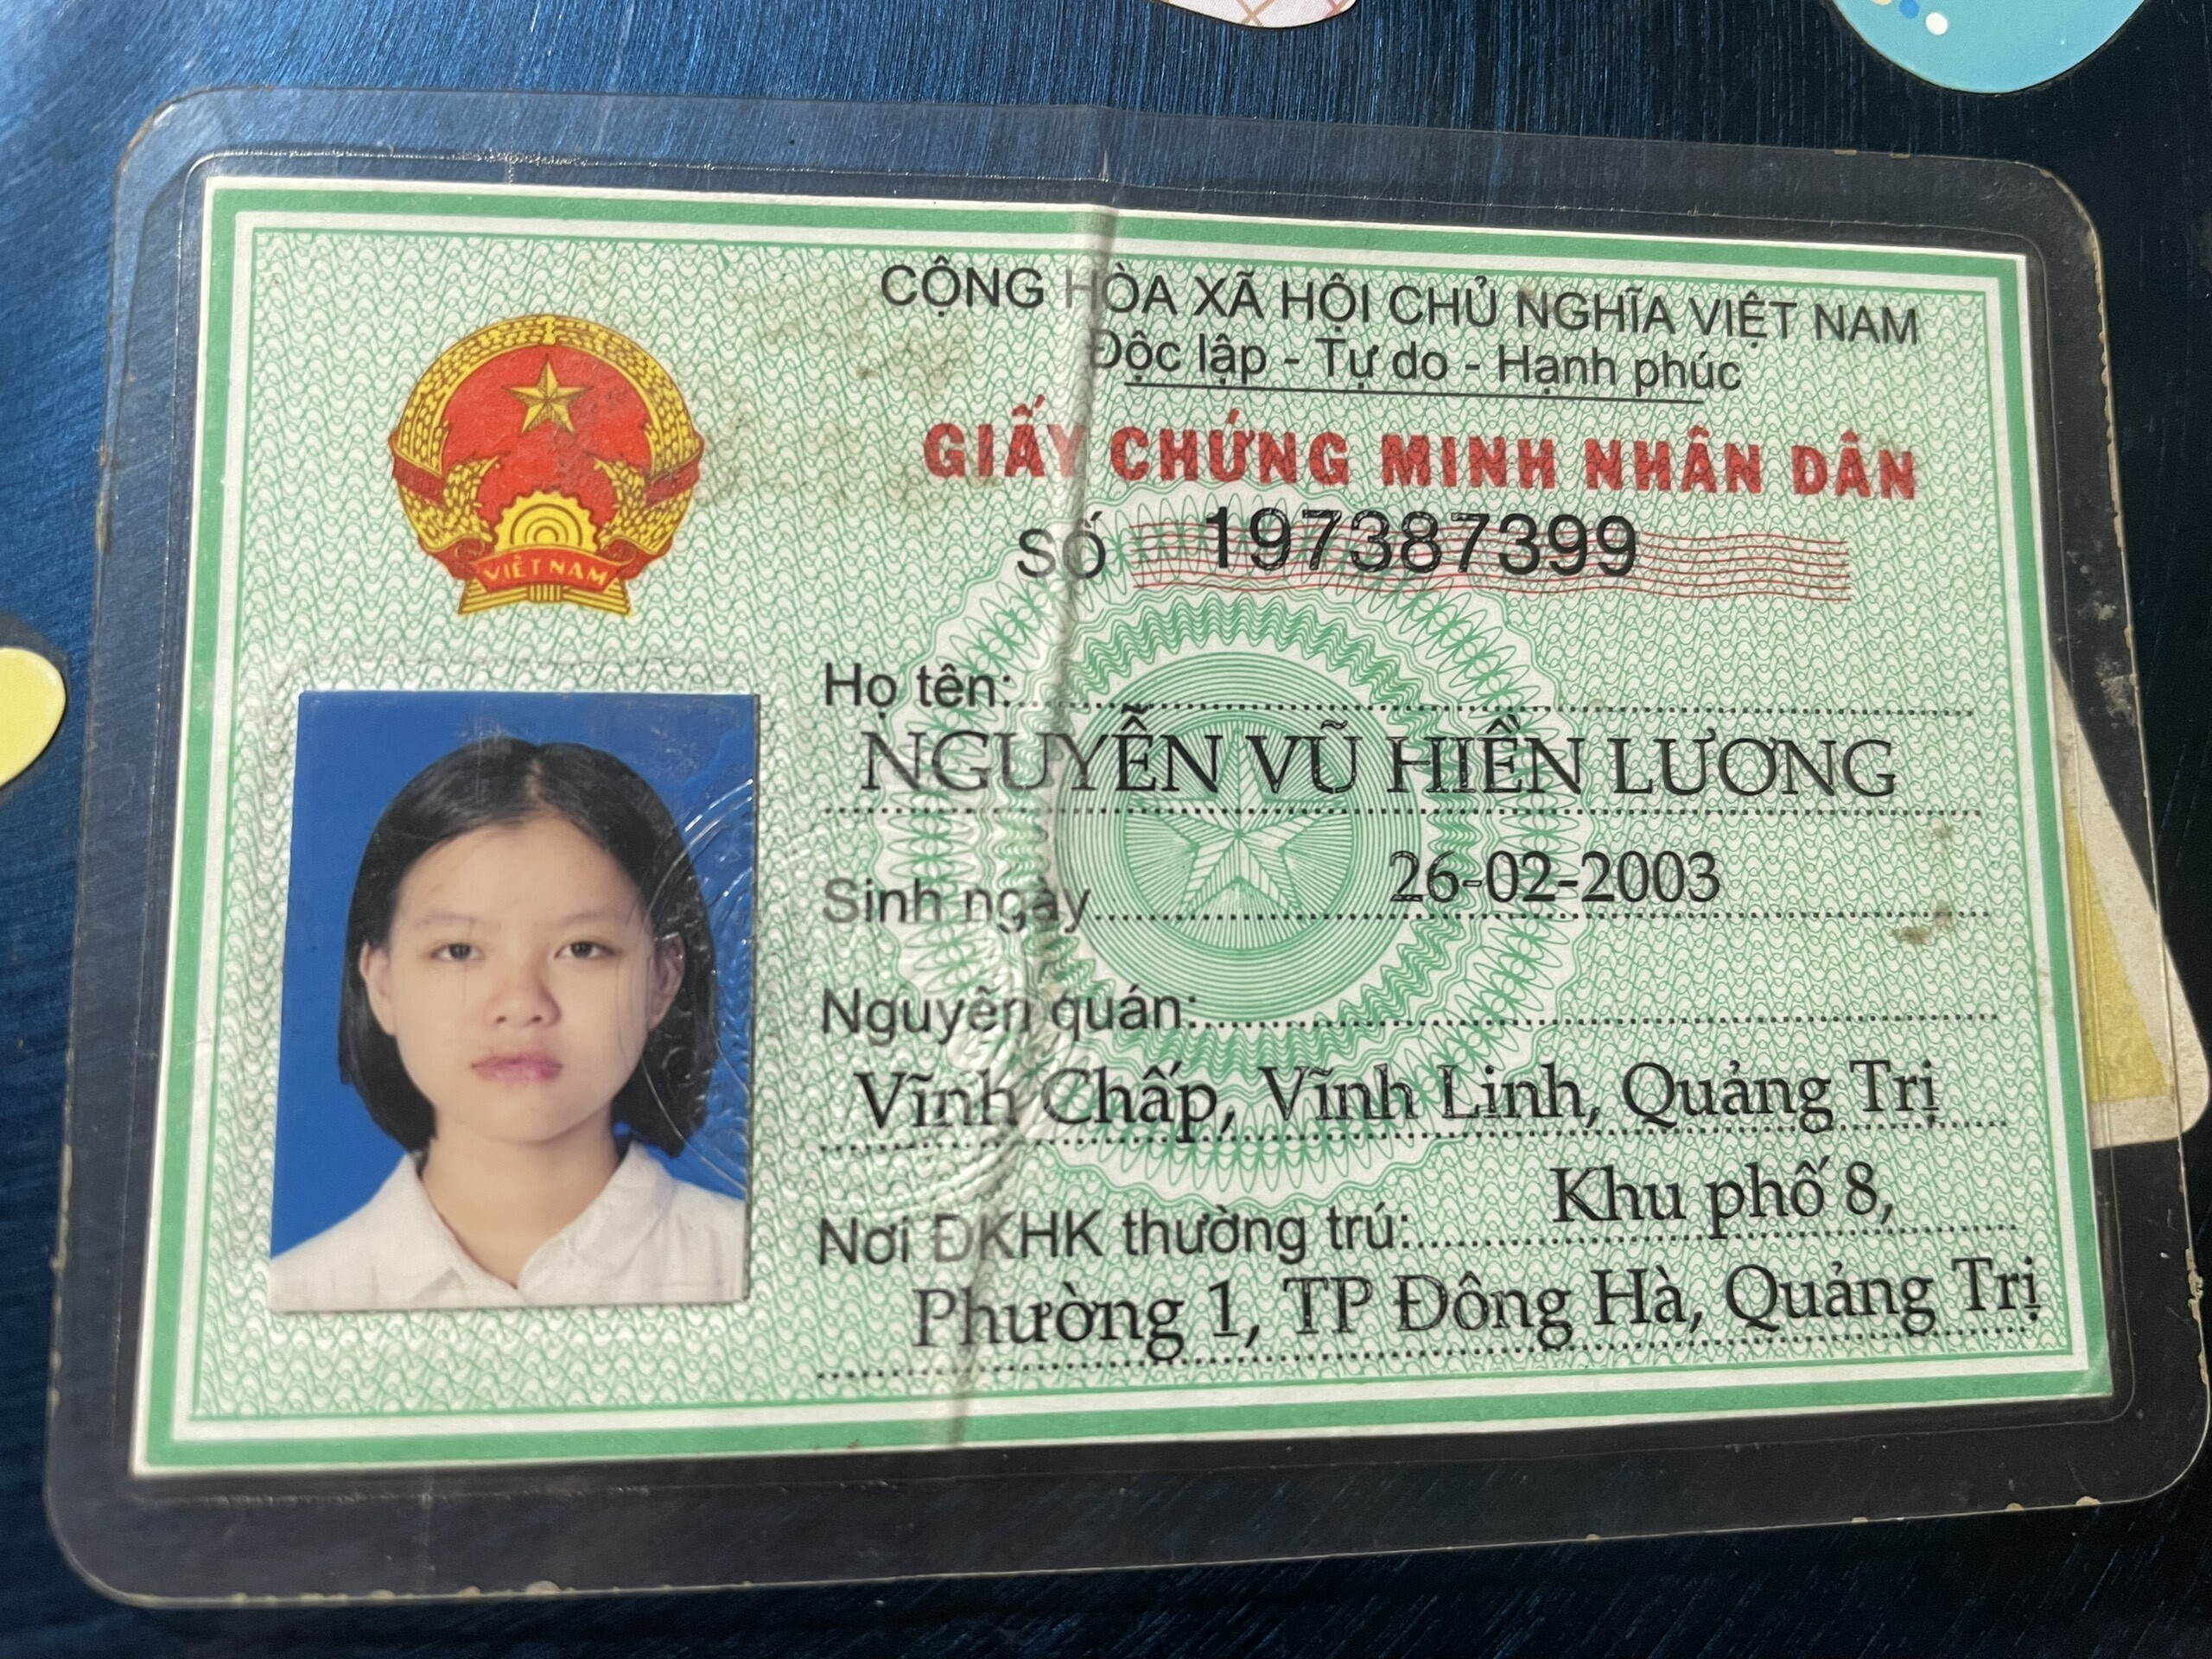 CỘNG HÒA XÃ HỘI CHỦ NGHĨA VIỆT NAM
Độc lập - Tự do - Hạnh phúc
GIẤY CHỨNG MINH NHÂN DÂN
SỐ 197387399
VIỆT NAM
Họ tên:
NGUYỄN VŨ HIỀN LƯƠNG
Sinh ngày 26-02-2003
Nguyên quán:
Vĩnh Chấp, Vĩnh Linh, Quảng Trị
Nơi ĐKHK thường trú: Khu phố 8,
Phường 1, TP Đông Hà, Quảng Trị